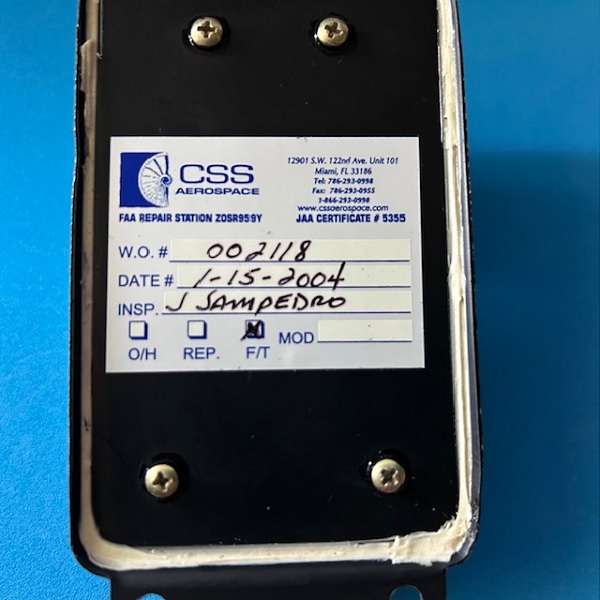 CSS
AEROSPACE
12901 S.W. 122nd Ave. Unit 101
Miami, FL 33186
Tel: 786-293-0998
Fax: 786-293-0955
1-866-293-0998
www.cssaerospace.com
FAA REPAIR STATION Z0SR959Y JAA CERTIFICATE # 5355
W.O. # 002118
DATE # 1-15-2004
INSP. J SAMPEDRO
O/H REP. F/T MOD